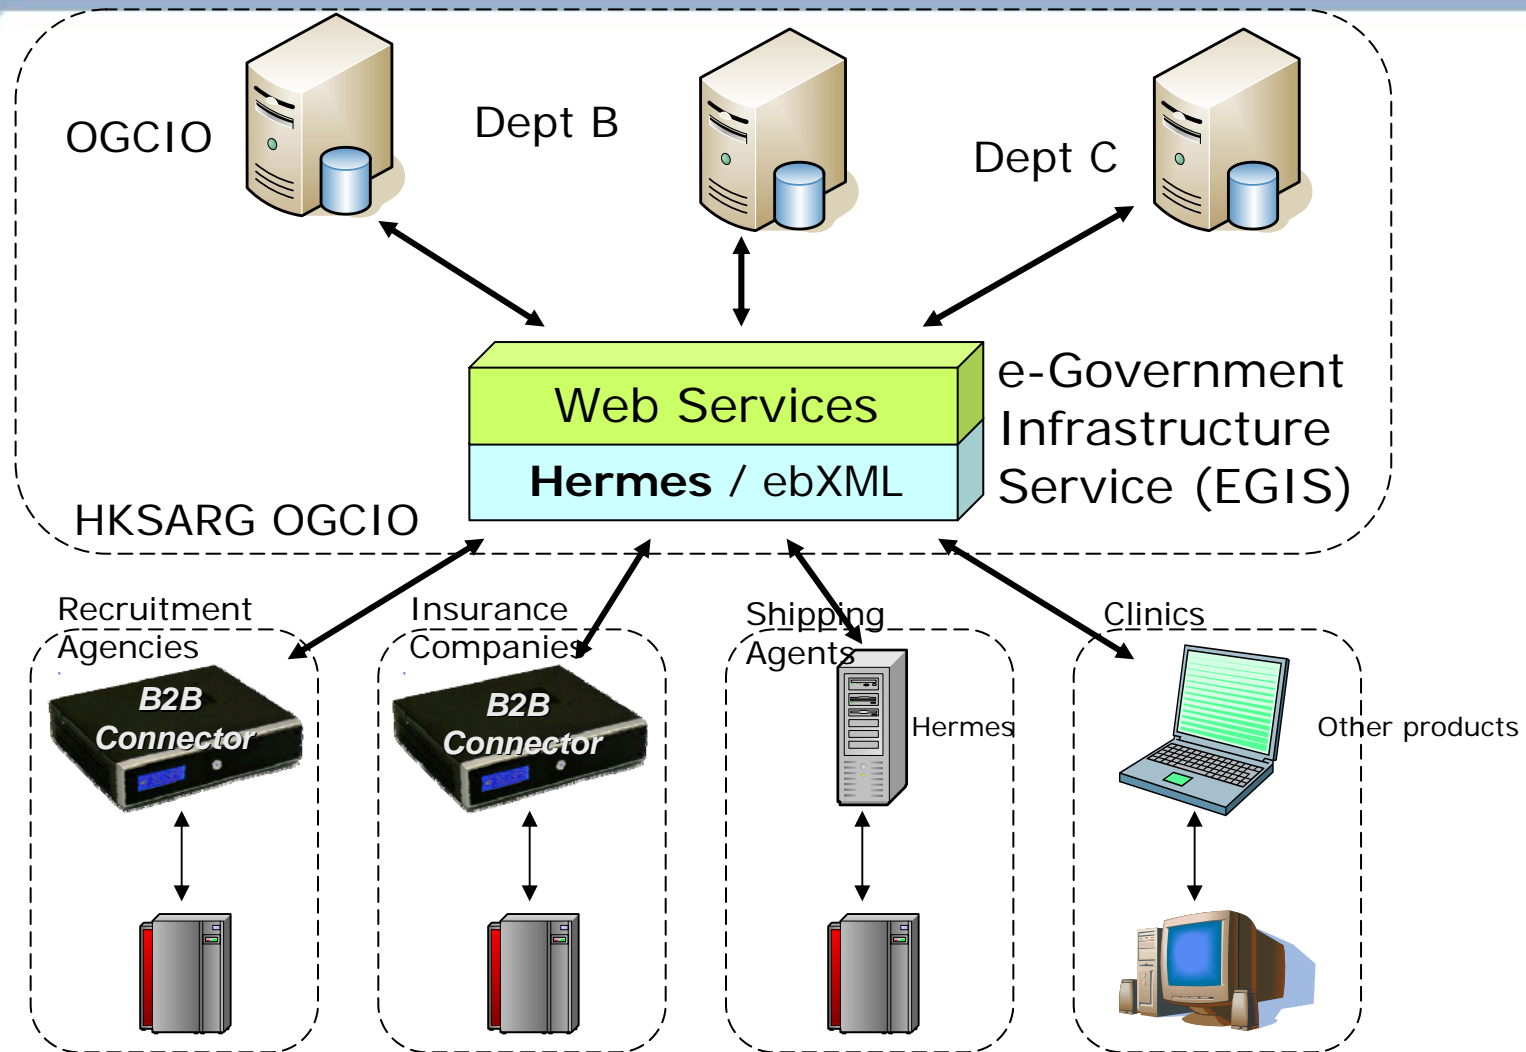 OGCIO
Dept B
Dept C
Web Services
Hermes / ebXML
e-Government
Infrastructure
Service (EGIS)
HKSARG OGCIO
Recruitment
Agencies
Insurance
Companies
Shipping
Agents
Clinics
B2B
Connector
B2B
Connector
Hermes
Other products